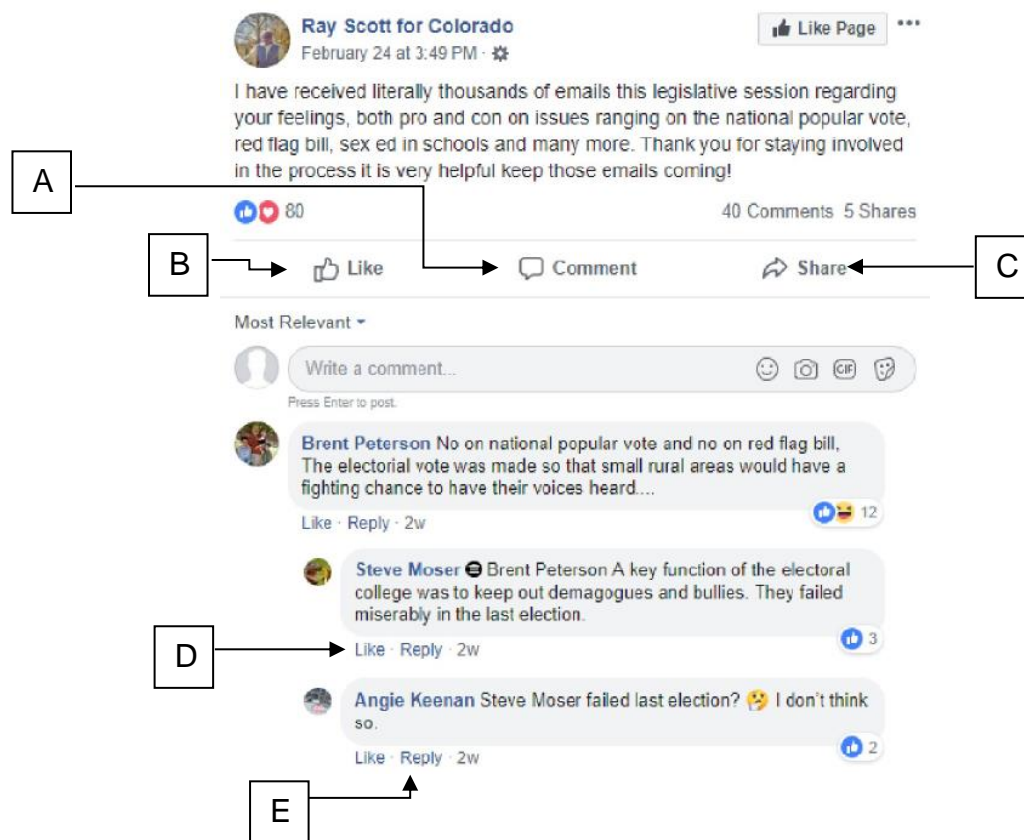 Ray Scott for Colorado
Like Page
February 24 at 3:49 PM ·
I have received literally thousands of emails this legislative session regarding
your feelings, both pro and con on issues ranging on the national popular vote,
red flag bill, sex ed in schools and many more. Thank you for staying involved
in the process it is very helpful keep those emails coming!
A
80
40 Comments 5 Shares
B
Like
Comment
Share
C
Most Relevant
Write a comment...
GIF
Press Enter to post.
Brent Peterson No on national popular vote and no on red flag bill,
The electorial vote was made so that small rural areas would have a
fighting chance to have their voices heard....
12
Like · Reply · 2w
Steve Moser Brent Peterson A key function of the electoral
college was to keep out demagogues and bullies. They failed
miserably in the last election.
3
D
Like · Reply · 2w
Angie Keenan Steve Moser failed last election? 🤔 I don't think
so.
2
Like · Reply · 2w
E